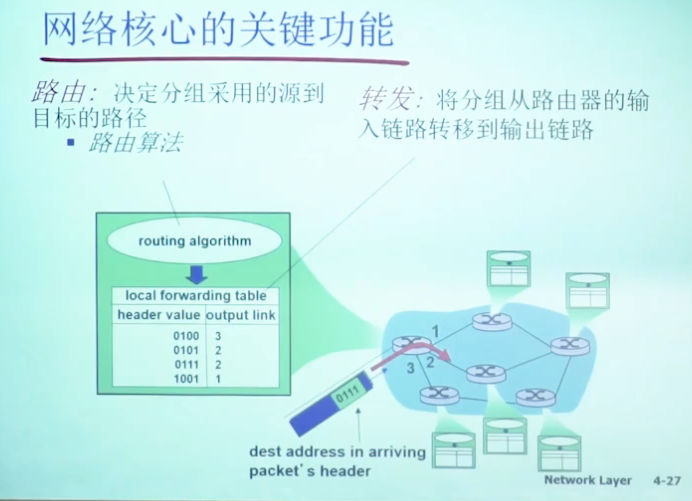 网络核心的关键功能
路由：决定分组采用的源到
目标的路径
▪ 路由算法
转发：将分组从路由器的输
入链路转移到输出链路
routing algorithm
local forwarding table
header value output link
0100 3
0101 2
0111 2
1001 1
1
2
3
0111
dest address in arriving
packet's header
Network Layer 4-27